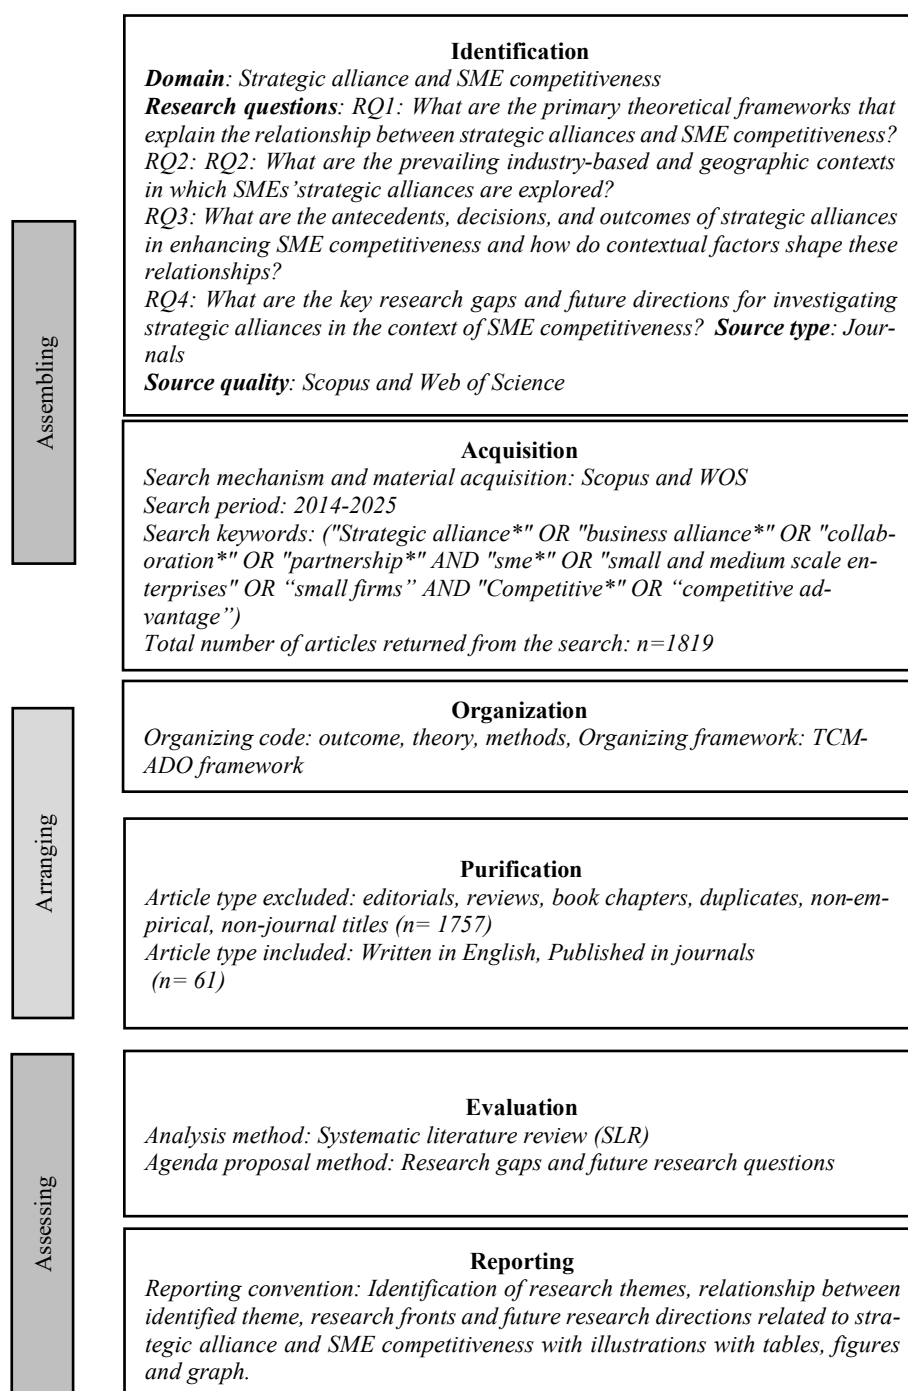 Assembling
Identification
Domain: Strategic alliance and SME competitiveness
Research questions: RQ1: What are the primary theoretical frameworks that
explain the relationship between strategic alliances and SME competitiveness?
RQ2: RQ2: What are the prevailing industry-based and geographic contexts
in which SMEs’strategic alliances are explored?
RQ3: What are the antecedents, decisions, and outcomes of strategic alliances
in enhancing SME competitiveness and how do contextual factors shape these
relationships?
RQ4: What are the key research gaps and future directions for investigating
strategic alliances in the context of SME competitiveness? Source type: Jour-
nals
Source quality: Scopus and Web of Science
Acquisition
Search mechanism and material acquisition: Scopus and WOS
Search period: 2014-2025
Search keywords: ("Strategic alliance*" OR "business alliance*" OR "collab-
oration*" OR "partnership*" AND "sme*" OR "small and medium scale en-
terprises" OR “small firms” AND "Competitive*" OR “competitive ad-
vantage”)
Total number of articles returned from the search: n=1819
Arranging
Organization
Organizing code: outcome, theory, methods, Organizing framework: TCM-
ADO framework
Purification
Article type excluded: editorials, reviews, book chapters, duplicates, non-em-
pirical, non-journal titles (n= 1757)
Article type included: Written in English, Published in journals
(n= 61)
Assessing
Evaluation
Analysis method: Systematic literature review (SLR)
Agenda proposal method: Research gaps and future research questions
Reporting
Reporting convention: Identification of research themes, relationship between
identified theme, research fronts and future research directions related to stra-
tegic alliance and SME competitiveness with illustrations with tables, figures
and graph.